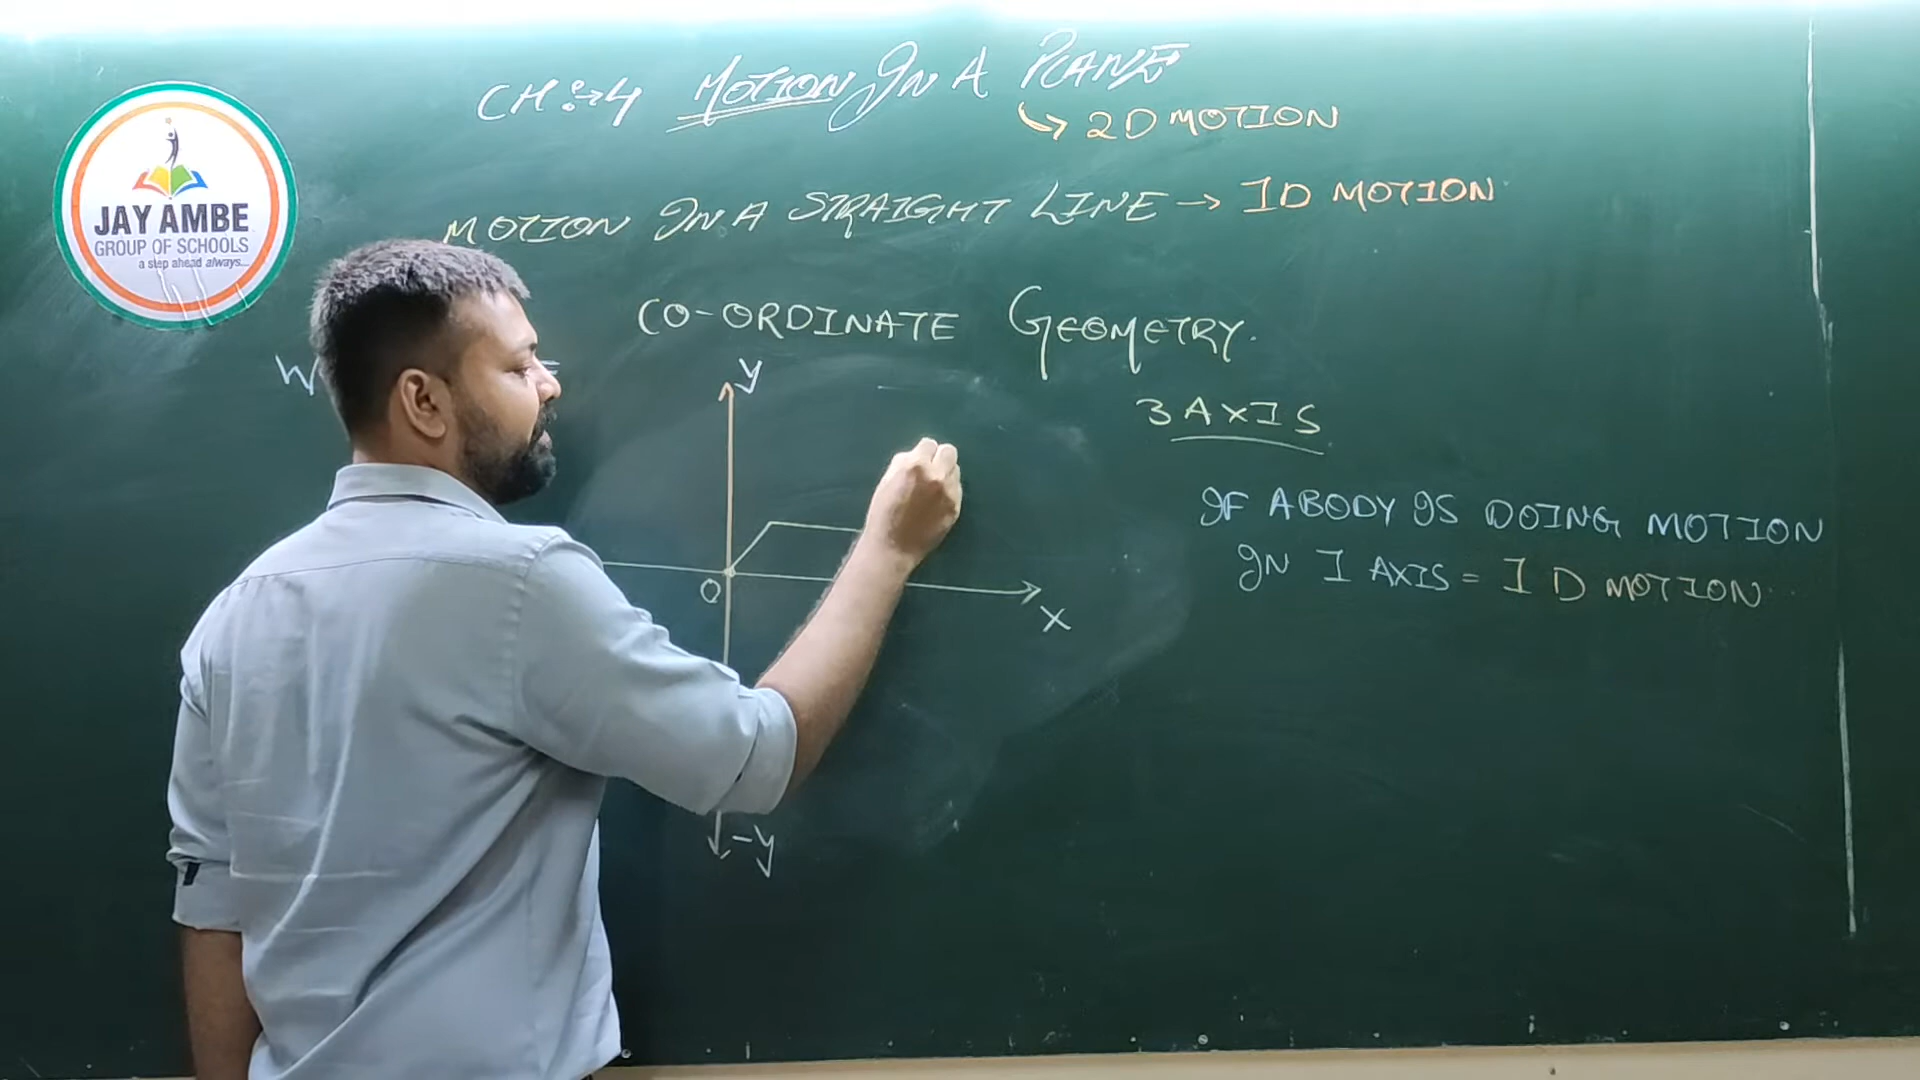 CH:→4 MOTION IN A PLANE
↳ 2D MOTION
JAY AMBE
GROUP OF SCHOOLS
a step ahead always...
MOTION IN A STRAIGHT LINE → 1D MOTION
CO-ORDINATE GEOMETRY.
y
3 AXIS
IF A BODY IS DOING MOTION
IN 1 AXIS = 1 D MOTION
O
X
-y